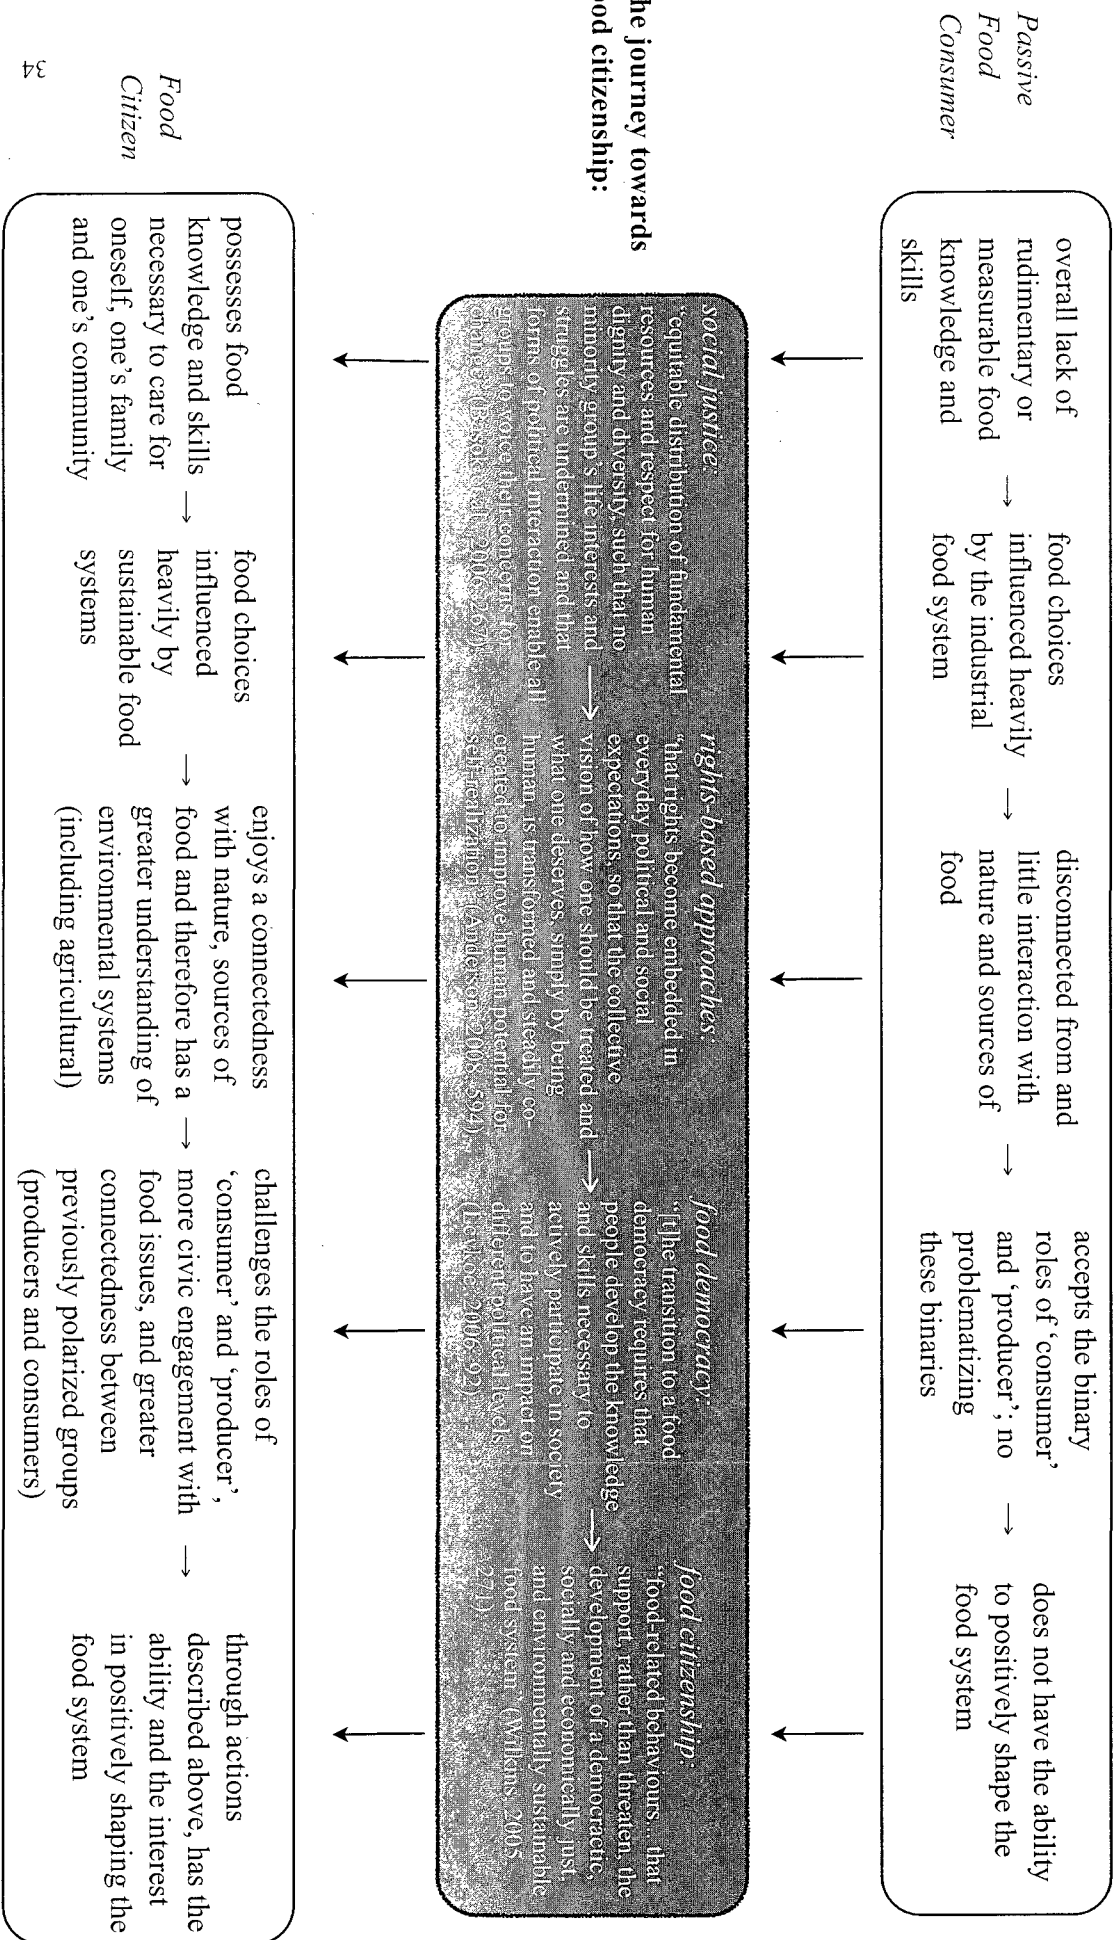 Passive
Food
Consumer
overall lack of
rudimentary or
measurable food
knowledge and
skills
→
food choices
influenced heavily
by the industrial
food system
→
disconnected from and
little interaction with
nature and sources of
food
→
accepts the binary
roles of ‘consumer’
and ‘producer’; no
problematizing
these binaries
→
does not have the ability
to positively shape the
food system
he journey towards
od citizenship:
social justice:
“equitable distribution of fundamental
resources and respect for human
dignity and diversity, such that no
minority group’s life interests and
struggles are undermined and that
forms of political interaction enable all
groups to voice their concerns for
change” 2006, 267)
→
rights-based approaches:
“that rights become embedded in
everyday political and social
expectations, so that the collective
vision of how one should be treated and
what one deserves, simply by being
human, is transformed and steadily co-
created to improve human potential for
self-realization” (Anderson, 2008, 594)
→
food democracy:
“[t]he transition to a food
democracy requires that
people develop the knowledge
and skills necessary to
actively participate in society
and to have an impact on
different political levels
(Levkoe, 2006, 92)
→
food citizenship:
“food-related behaviours... that
support, rather than threaten, the
development of a democractic,
socially and economically just,
and environmentally sustainable
food system” (Wilkins, 2005
271)
Food
Citizen
possesses food
knowledge and skills
necessary to care for
oneself, one’s family
and one’s community
→
food choices
influenced
heavily by
sustainable food
systems
→
enjoys a connectedness
with nature, sources of
food and therefore has a
greater understanding of
environmental systems
(including agricultural)
→
challenges the roles of
‘consumer’ and ‘producer’,
more civic engagement with
food issues, and greater
connectedness between
previously polarized groups
(producers and consumers)
→
through actions
described above, has the
ability and the interest
in positively shaping the
food system
34